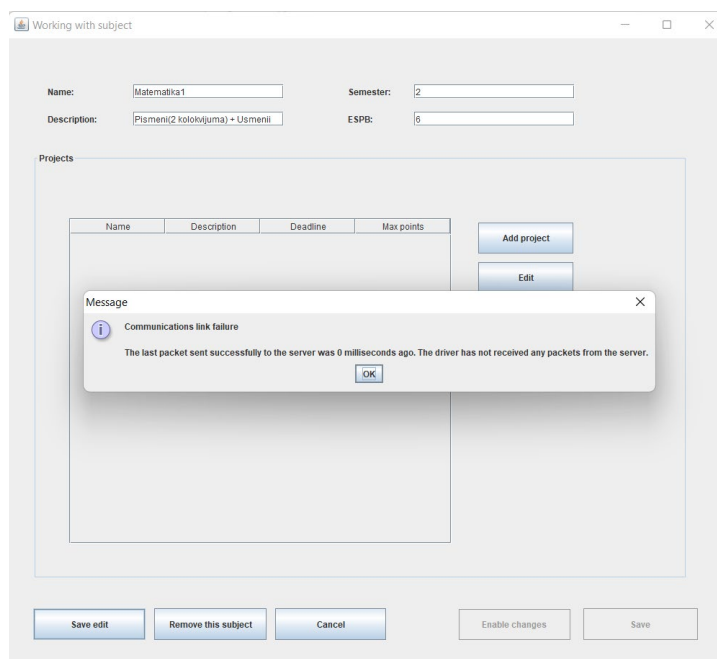 Working with subject
Name: Matematika1 Semester: 2
Description: Pismeni(2 kolokvijuma) + Usmenii ESPB: 6
Projects
Name Description Deadline Max points
Add project
Edit
Message
Communications link failure
The last packet sent successfully to the server was 0 milliseconds ago. The driver has not received any packets from the server.
OK
Save edit Remove this subject Cancel Enable changes Save